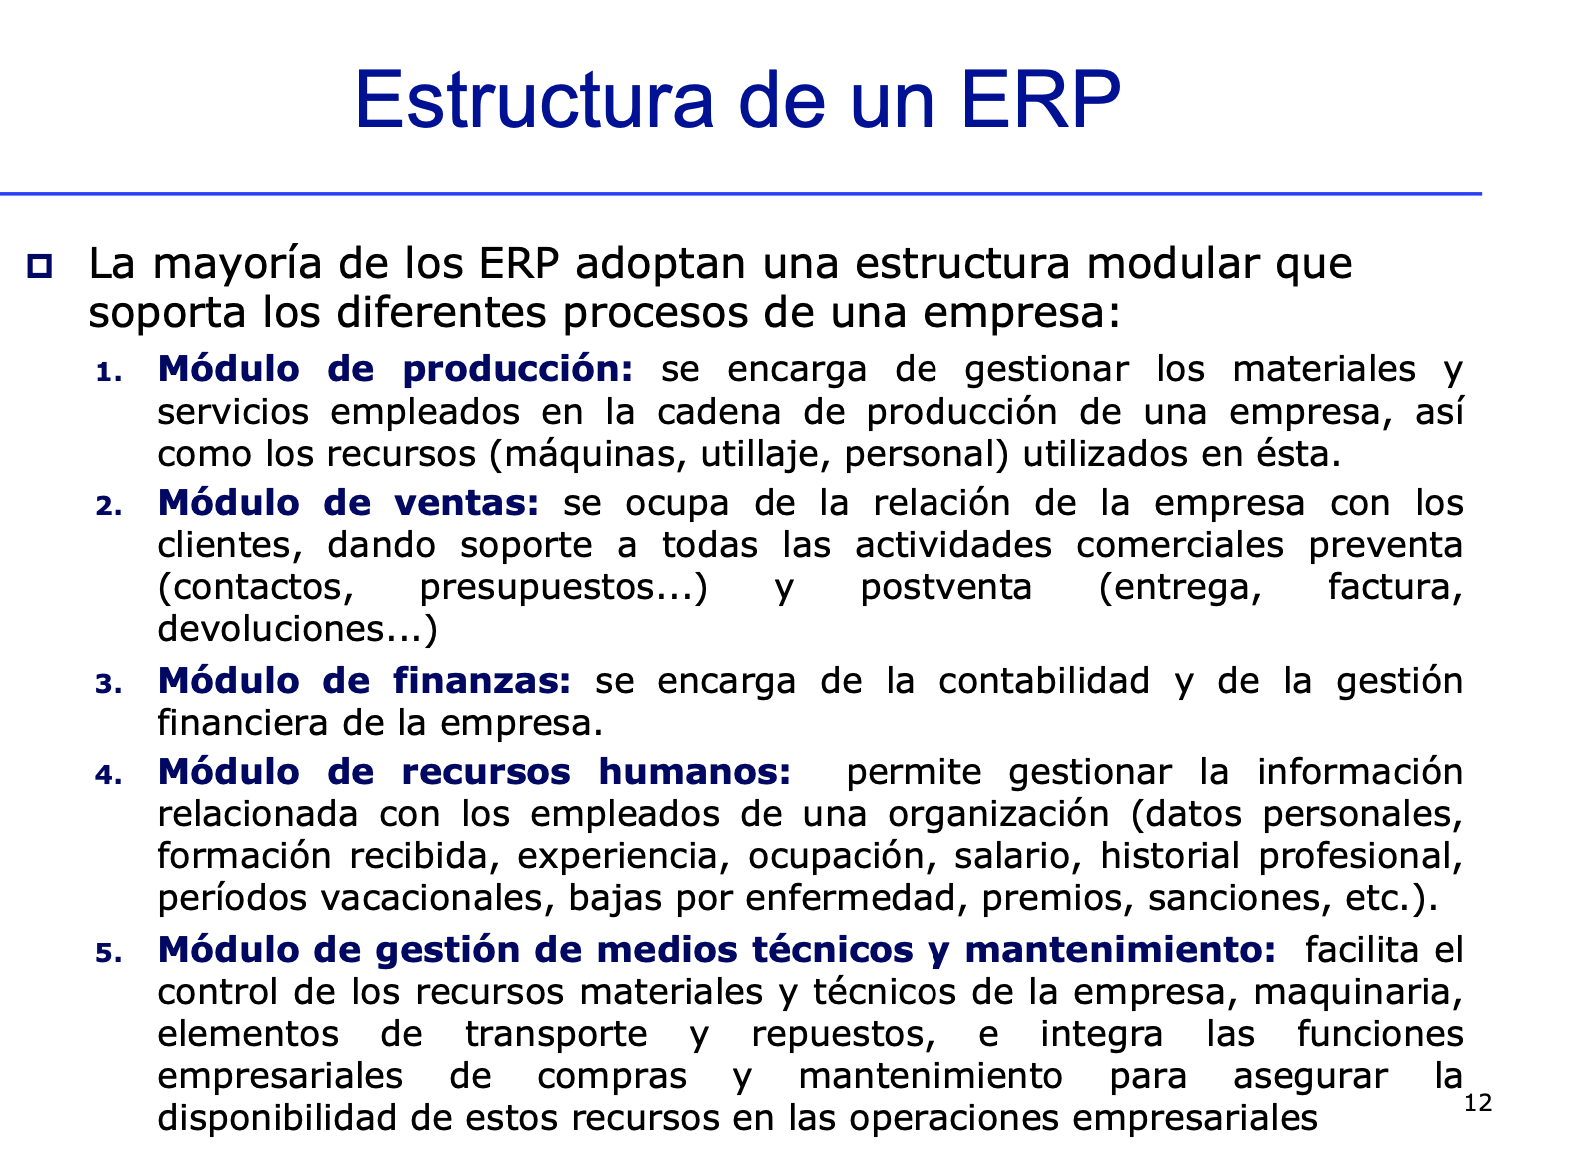 Estructura de un ERP
La mayoría de los ERP adoptan una estructura modular que
soporta los diferentes procesos de una empresa:
1. Módulo de producción: se encarga de gestionar los materiales y
servicios empleados en la cadena de producción de una empresa, así
como los recursos (máquinas, utillaje, personal) utilizados en ésta.
2. Módulo de ventas: se ocupa de la relación de la empresa con los
clientes, dando soporte a todas las actividades comerciales preventa
(contactos, presupuestos...) y postventa (entrega, factura,
devoluciones...)
3. Módulo de finanzas: se encarga de la contabilidad y de la gestión
financiera de la empresa.
4. Módulo de recursos humanos: permite gestionar la información
relacionada con los empleados de una organización (datos personales,
formación recibida, experiencia, ocupación, salario, historial profesional,
períodos vacacionales, bajas por enfermedad, premios, sanciones, etc.).
5. Módulo de gestión de medios técnicos y mantenimiento: facilita el
control de los recursos materiales y técnicos de la empresa, maquinaria,
elementos de transporte y repuestos, e integra las funciones
empresariales de compras y mantenimiento para asegurar la
disponibilidad de estos recursos en las operaciones empresariales
12